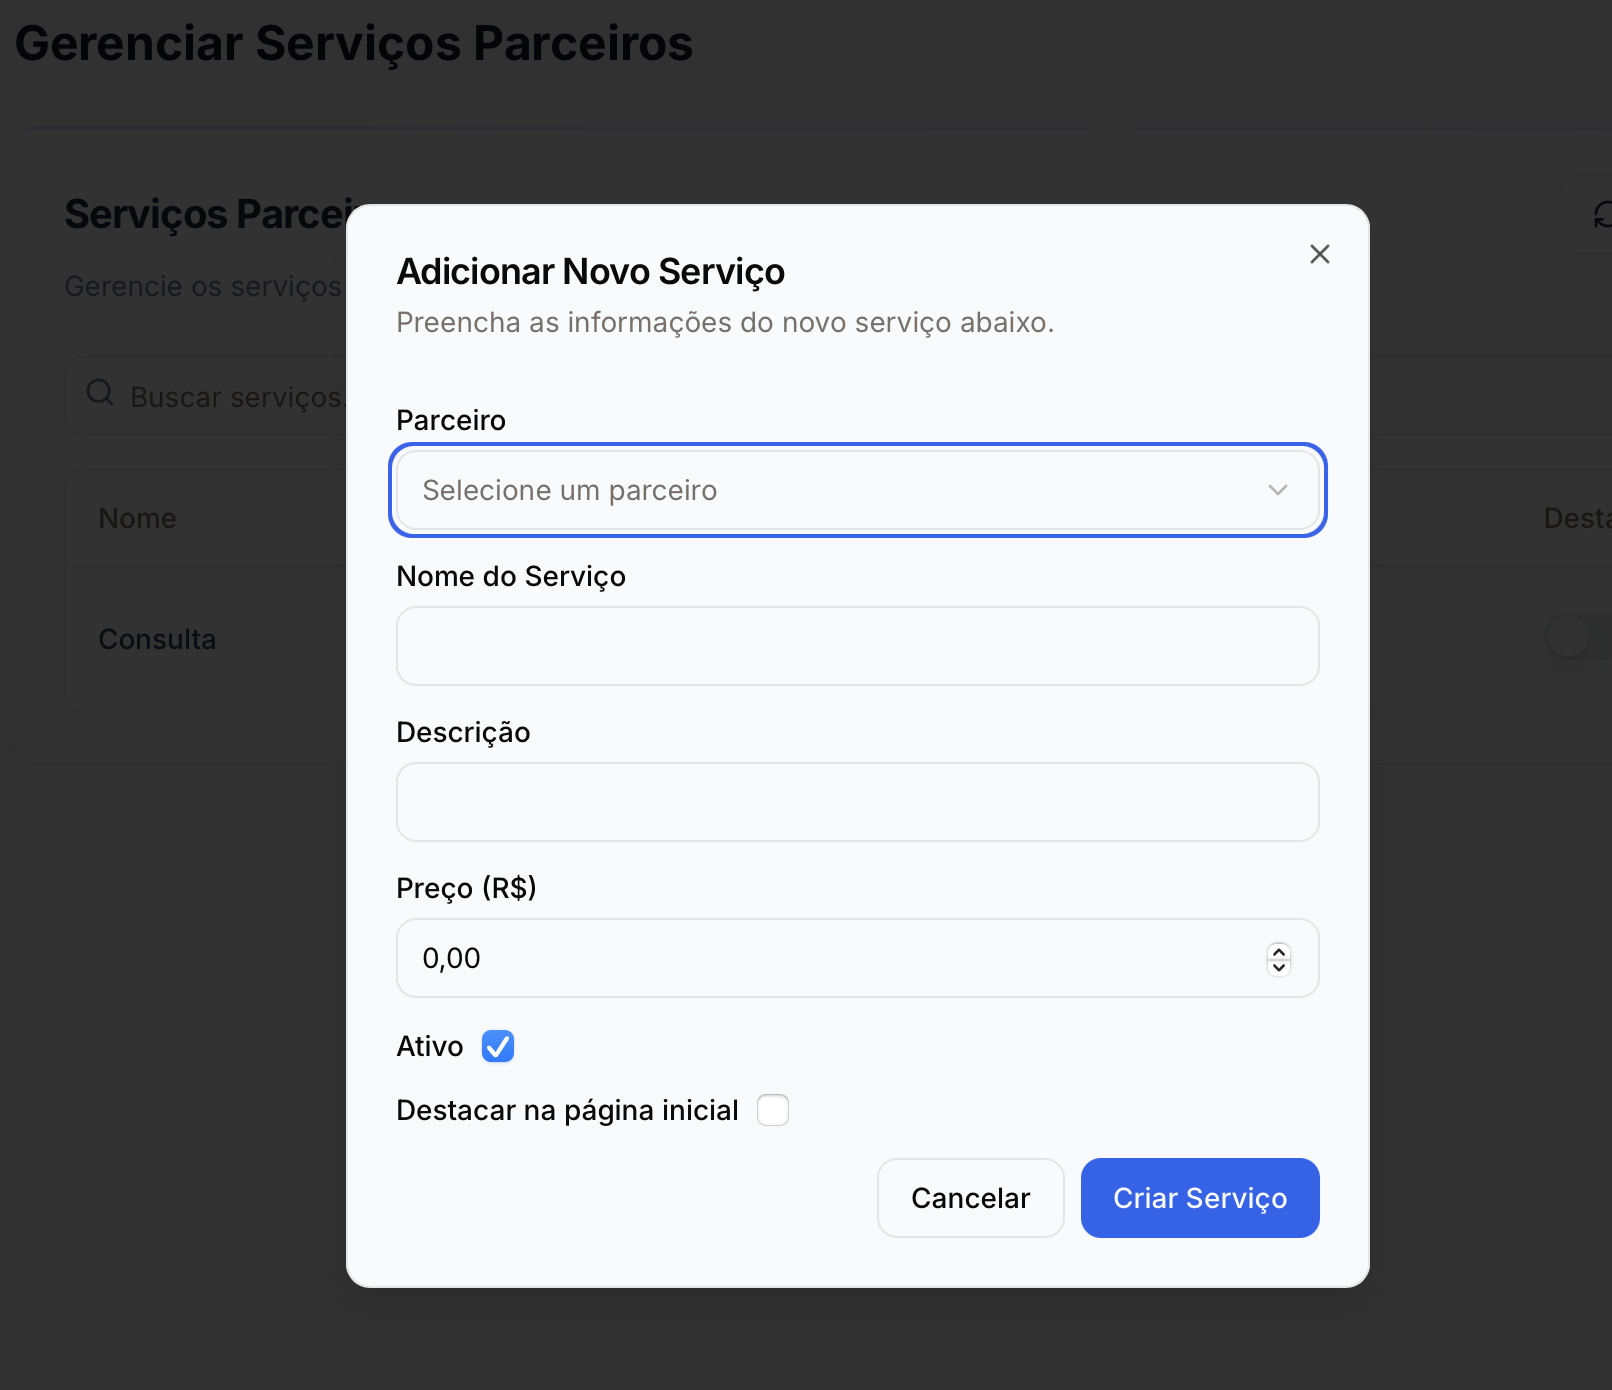 Gerenciar Serviços Parceiros
Serviços Parcei
Gerencie os serviços
Buscar serviços.
Nome
Desta
Consulta
Adicionar Novo Serviço
Preencha as informações do novo serviço abaixo.
Parceiro
Selecione um parceiro
Nome do Serviço
Descrição
Preço (R$)
0,00
Ativo
Destacar na página inicial
Cancelar
Criar Serviço